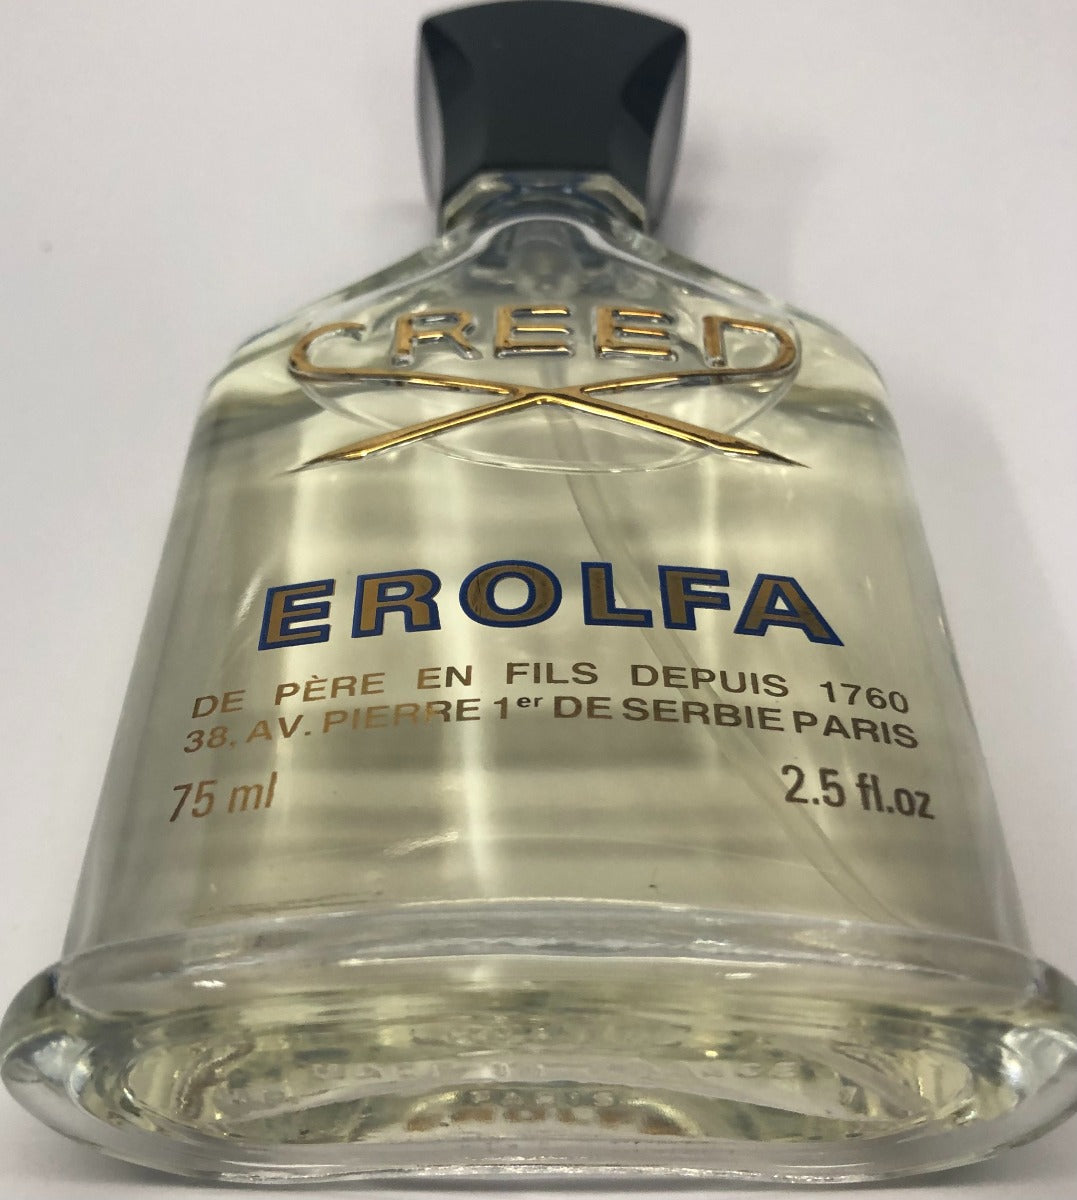 CREED
EROLFA
DE PÈRE EN FILS DEPUIS 1760
38, AV. PIERRE 1er DE SERBIE PARIS
75 ml 2.5 fl.oz
PARIS